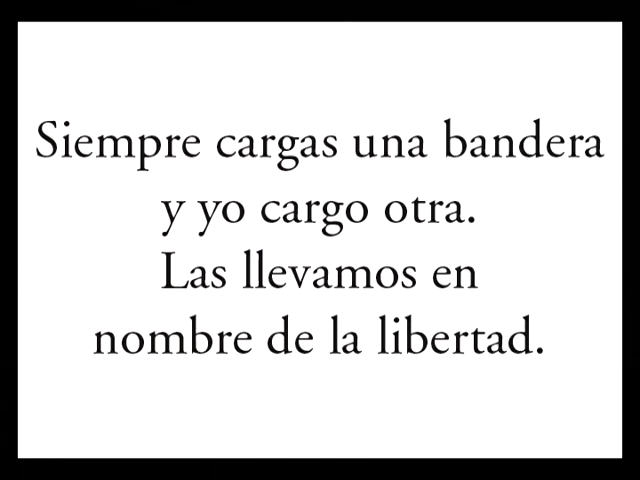 Siempre cargas una bandera
y yo cargo otra.
Las llevamos en
nombre de la libertad.